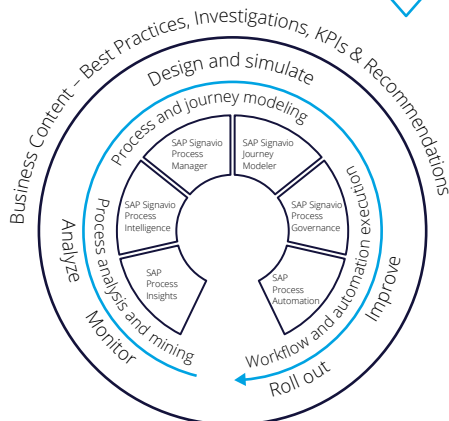 Business Content – Best Practices, Investigations, KPIs & Recommendations
Design and simulate
Process and journey modeling
SAP Signavio
Process
Manager
SAP Signavio
Journey
Modeler
SAP Signavio
Process
Intelligence
SAP Signavio
Process
Governance
SAP
Process
Insights
SAP
Process
Automation
Process analysis and mining
Workflow and automation execution
Analyze
Monitor
Improve
Roll out